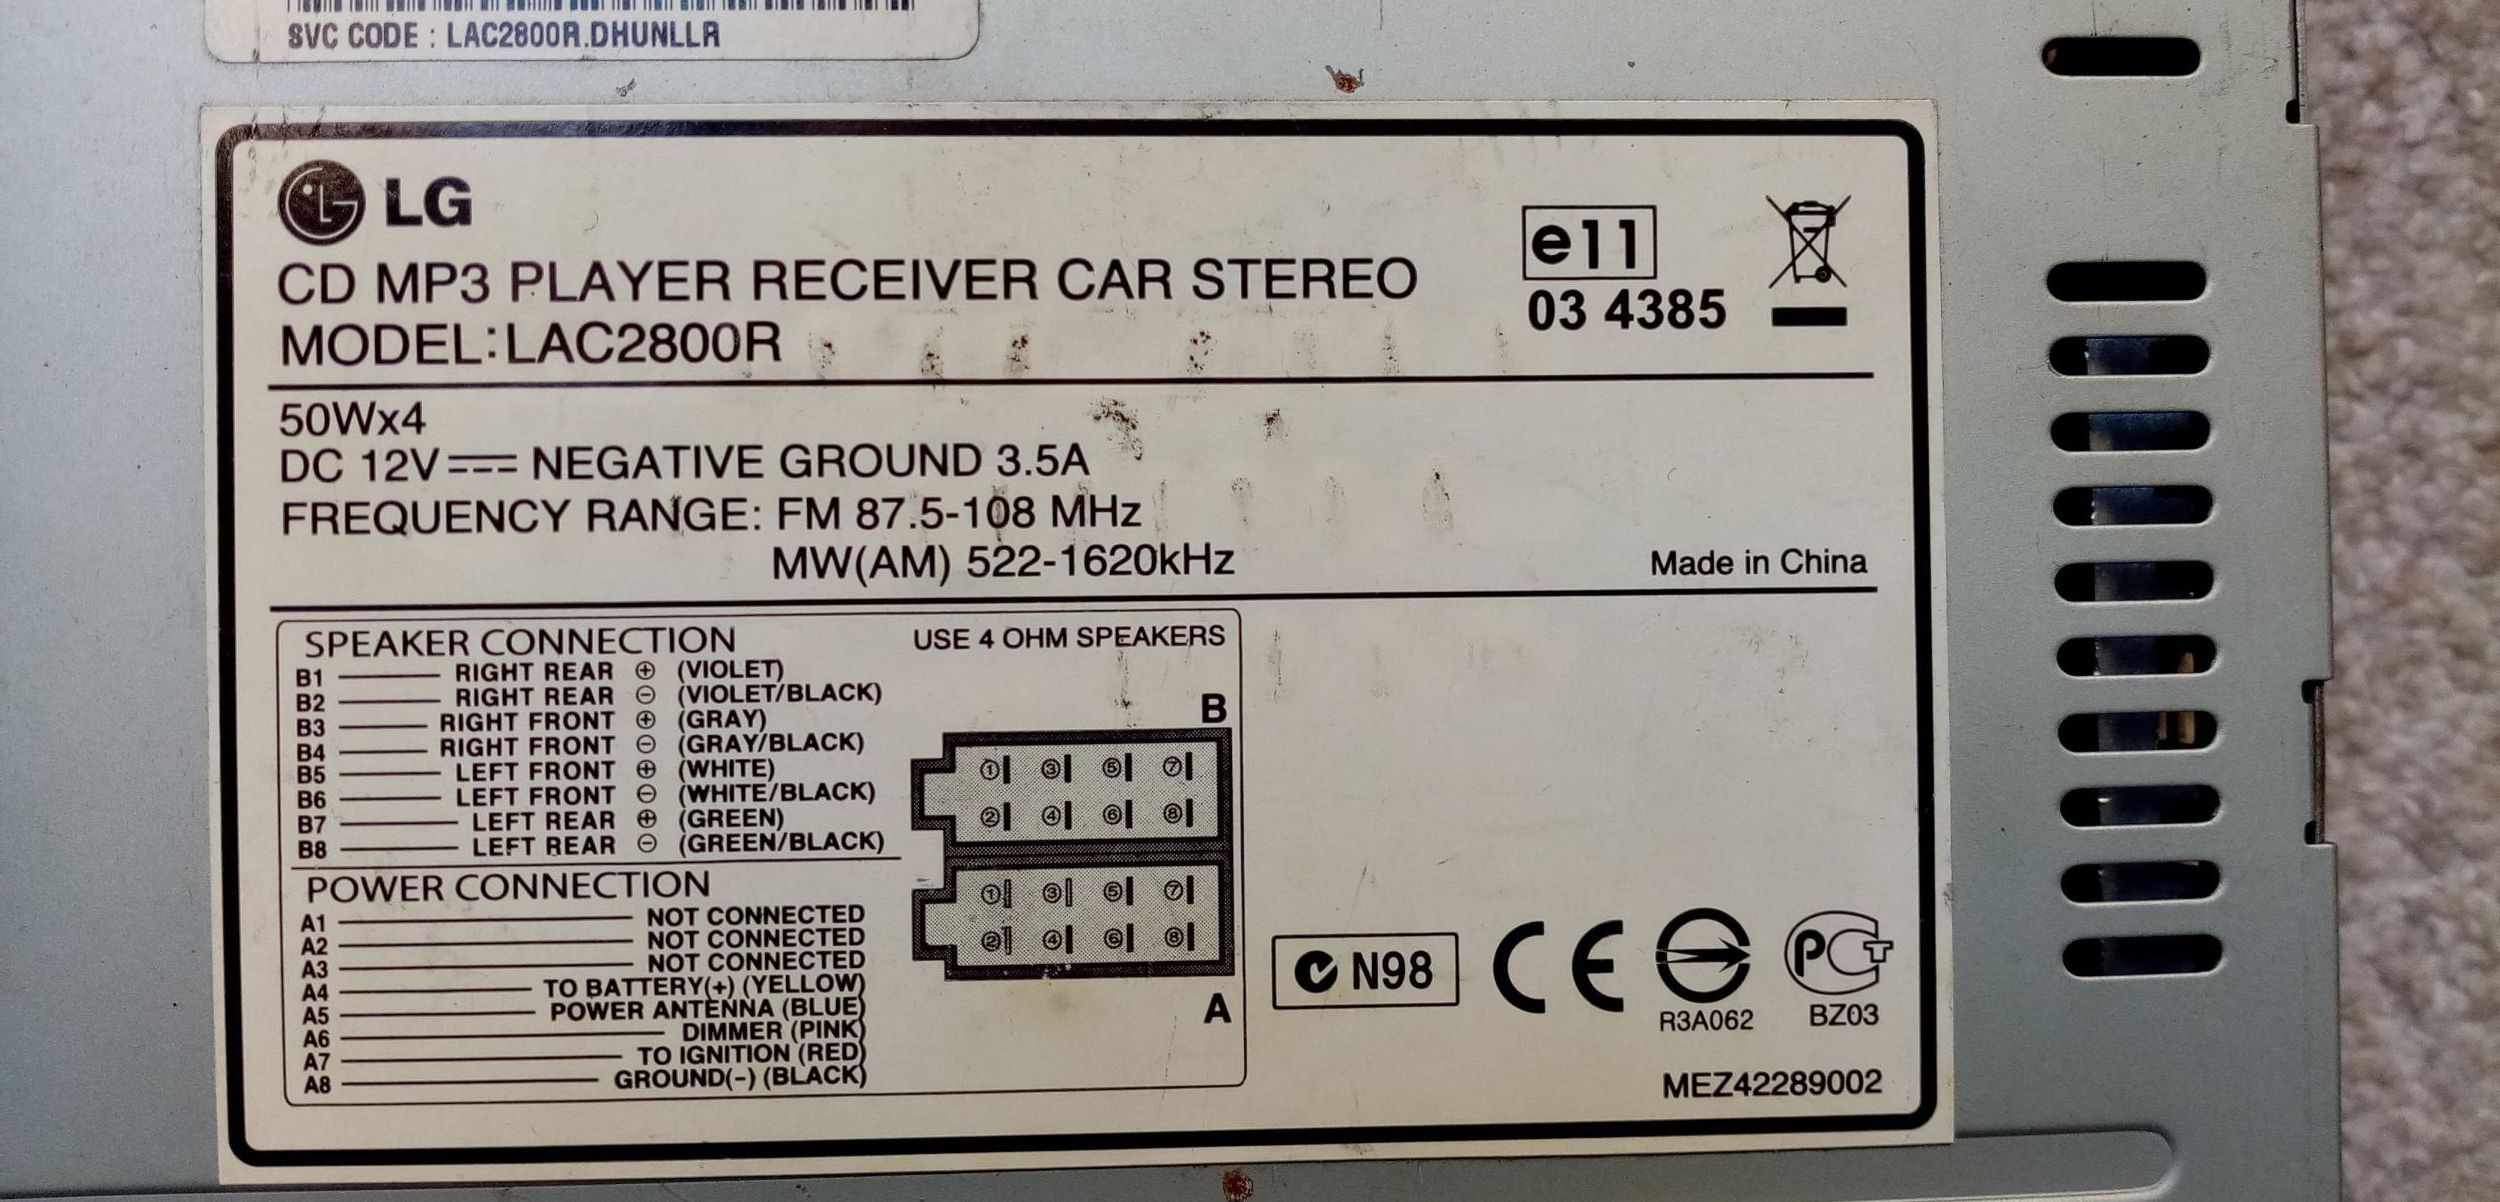 SVC CODE : LAC2800R.DHUNLLR
LG
CD MP3 PLAYER RECEIVER CAR STEREO
MODEL:LAC2800R
e11
03 4385
50Wx4
DC 12V NEGATIVE GROUND 3.5A
FREQUENCY RANGE: FM 87.5-108 MHz
MW(AM) 522-1620kHz
Made in China
SPEAKER CONNECTION
USE 4 OHM SPEAKERS
B1 RIGHT REAR ⊕ (VIOLET)
B2 RIGHT REAR ⊖ (VIOLET/BLACK)
B3 RIGHT FRONT ⊕ (GRAY)
B4 RIGHT FRONT ⊖ (GRAY/BLACK)
B5 LEFT FRONT ⊕ (WHITE)
B6 LEFT FRONT ⊖ (WHITE/BLACK)
B7 LEFT REAR ⊕ (GREEN)
B8 LEFT REAR ⊖ (GREEN/BLACK)
POWER CONNECTION
A1 NOT CONNECTED
A2 NOT CONNECTED
A3 NOT CONNECTED
A4 TO BATTERY(+) (YELLOW)
A5 POWER ANTENNA (BLUE)
A6 DIMMER (PINK)
A7 TO IGNITION (RED)
A8 GROUND(-) (BLACK)
B
① ③ ⑤ ⑦
② ④ ⑥ ⑧
① ③ ⑤ ⑦
② ④ ⑥ ⑧
A
N98
CE
R3A062
РСТ
BZ03
MEZ42289002